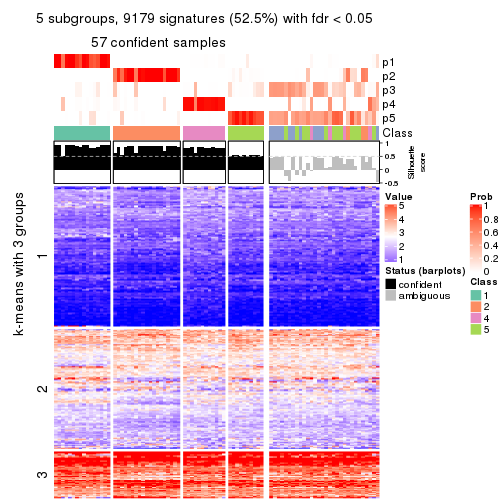 5 subgroups, 9179 signatures (52.5%) with fdr < 0.05
57 confident samples
p1
p2
p3
p4
p5
Class
1
0.5
0
-0.5
Silhouette
score
k-means with 3 groups
1
2
3
Value
5
4
3
2
1
Status (barplots)
confident
ambiguous
Prob
1
0.8
0.6
0.4
0.2
0
Class
1
2
4
5